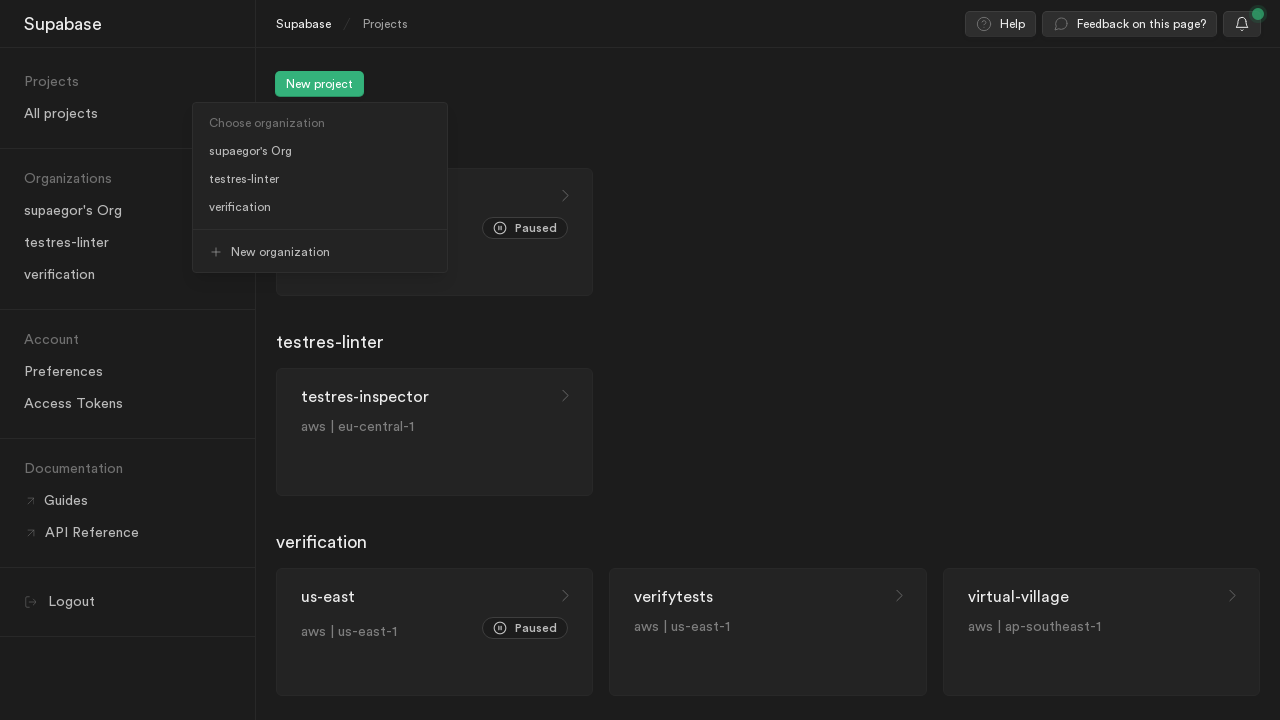 Supabase
Supabase / Projects
Help
Feedback on this page?
Projects
All projects
Organizations
supaegor's Org
testres-linter
verification
Account
Preferences
Access Tokens
Documentation
Guides
API Reference
Logout
New project
Choose organization
supaegor's Org
testres-linter
verification
New organization
Paused
testres-linter
testres-inspector
aws | eu-central-1
verification
us-east
aws | us-east-1
Paused
verifytests
aws | us-east-1
virtual-village
aws | ap-southeast-1